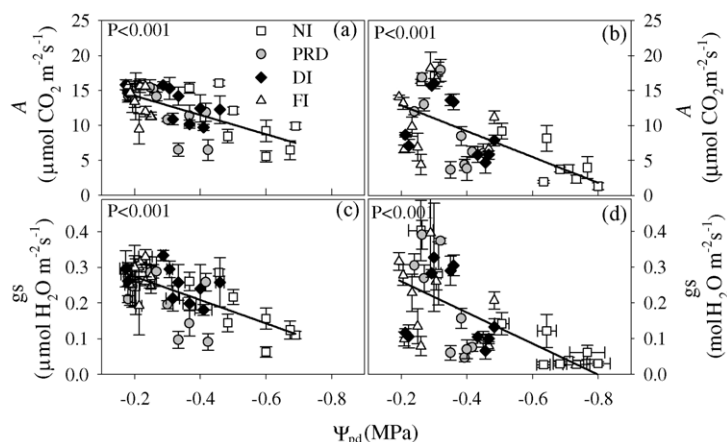 P<0.001 (a)
NI
PRD
DI
FI
P<0.001 (b)
P<0.001 (c)
P<0.001 (d)
25
20
15
10
5
0
A
(µmol CO2 m-2s-1)
25
20
15
10
5
0
A
(µmol CO2 m-2s-1)
0.4
0.3
0.2
0.1
0.0
gs
(µmol H2O m-2s-1)
0.4
0.3
0.2
0.1
0.0
gs
(molH2O m-2s-1)
-0.2 -0.4 -0.6 -0.8
-0.2 -0.4 -0.6 -0.8
Ψpd(MPa)